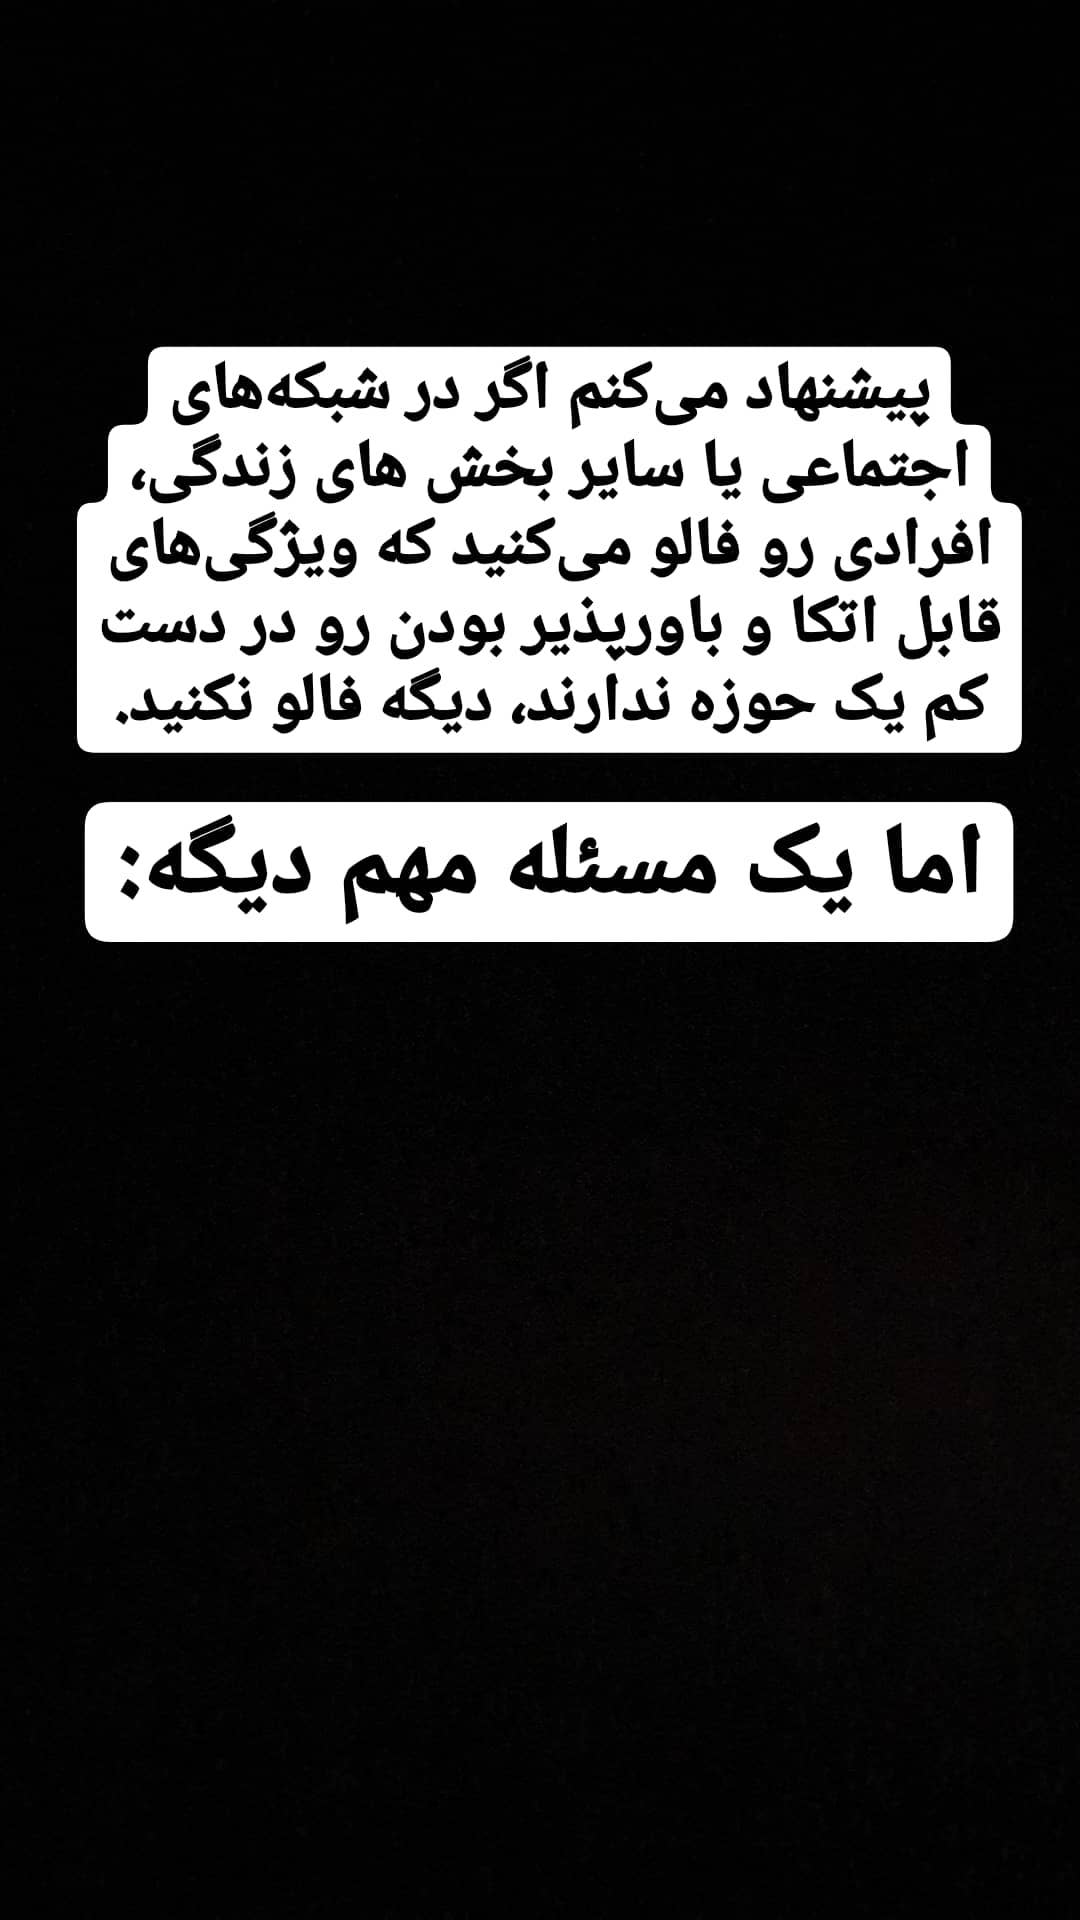 پیشنهاد می‌کنم اگر در شبکه‌های
اجتماعی یا سایر بخش های زندگی،
افرادی رو فالو می‌کنید که ویژگی‌های
قابل اتکا و باورپذیر بودن رو در دست
کم یک حوزه ندارند، دیگه فالو نکنید.
اما یک مسئله مهم دیگه: